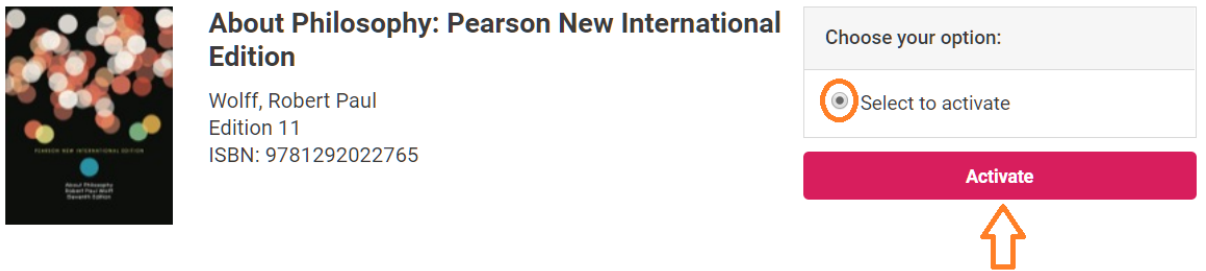 About Philosophy: Pearson New International
Edition
Wolff, Robert Paul
Edition 11
ISBN: 9781292022765
PEARSON NEW INTERNATIONAL EDITION
About Philosophy
Robert Paul Wolff
Eleventh Edition
Choose your option:
Select to activate
Activate